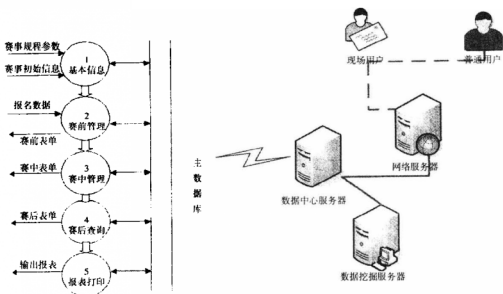 赛事规程参数
赛事初始信息
1
基本信息
报名数据
2
赛前管理
赛前表单
赛中表单
3
赛中管理
赛后表单
4
赛后查询
输出报表
5
报表打印
主数据库
现场用户
普通用户
网络服务器
数据中心服务器
数据挖掘服务器